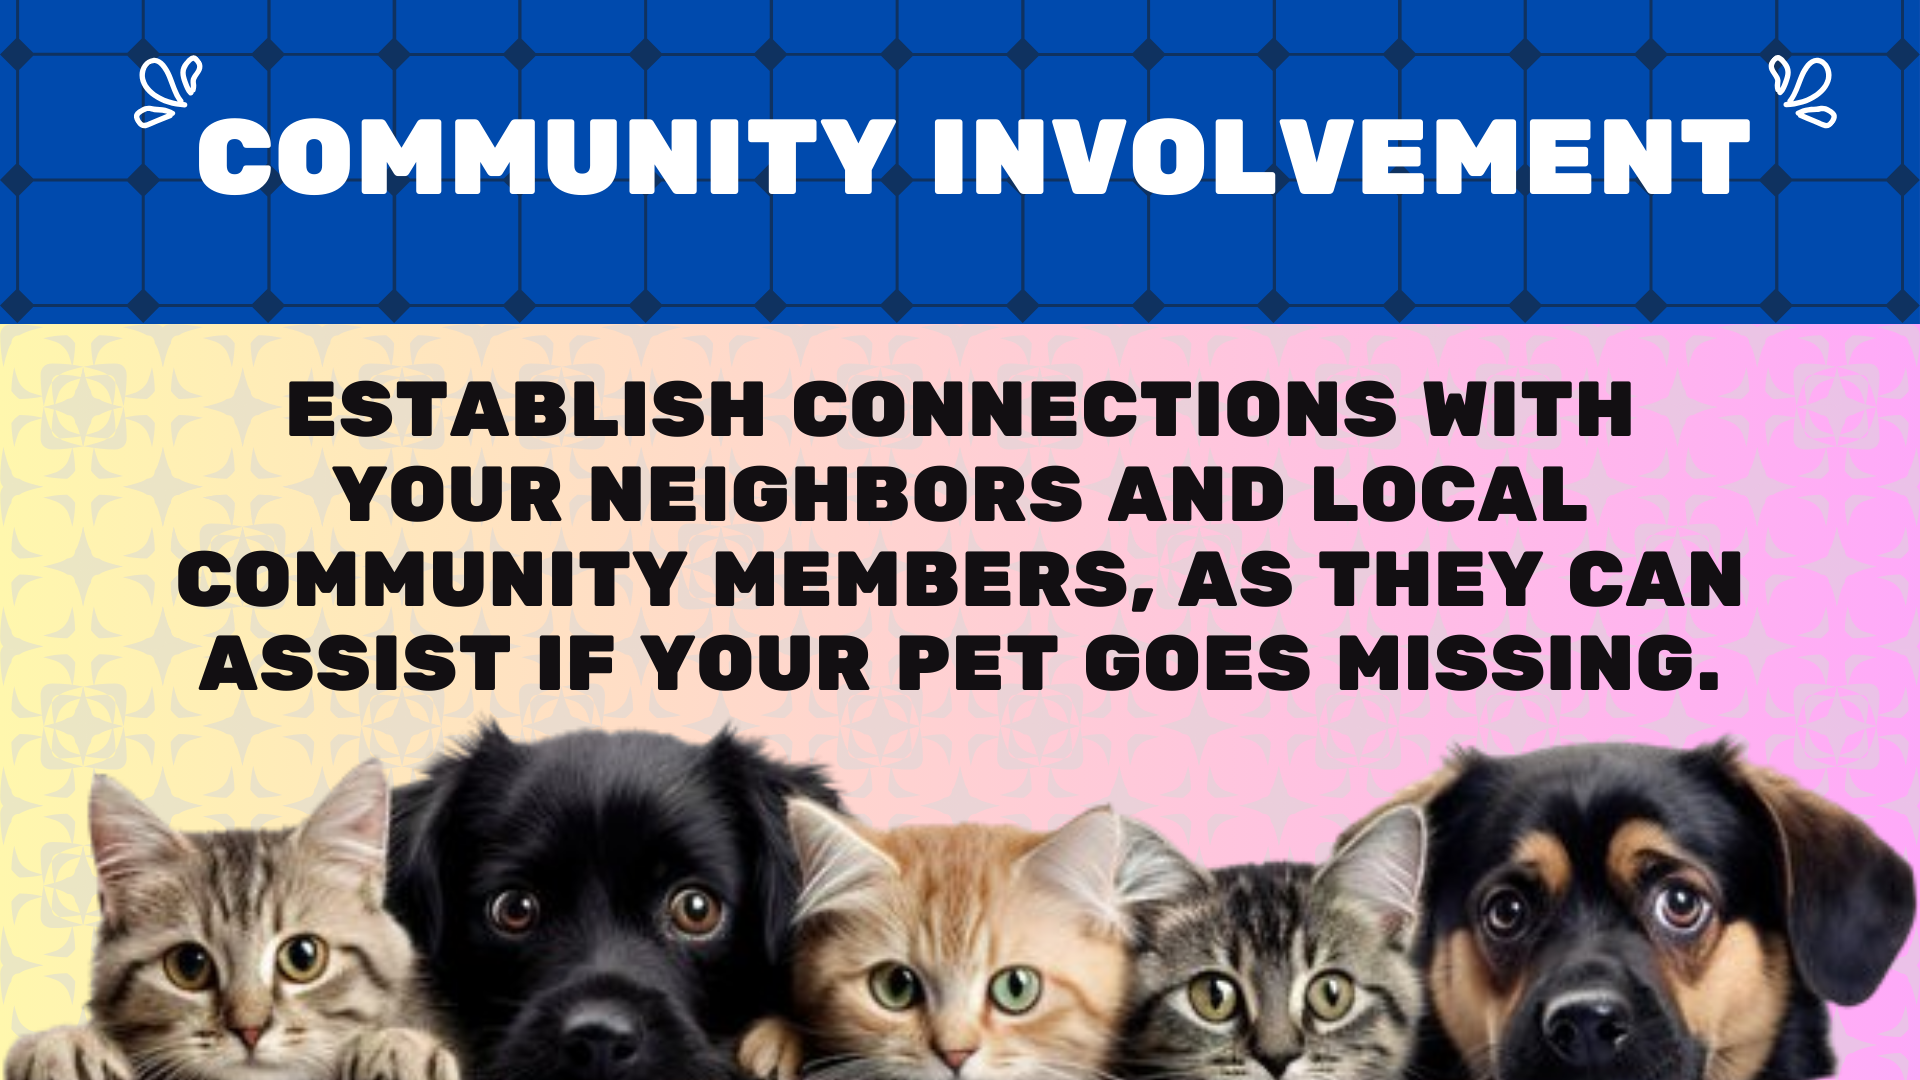 COMMUNITY INVOLVEMENT
ESTABLISH CONNECTIONS WITH
YOUR NEIGHBORS AND LOCAL
COMMUNITY MEMBERS, AS THEY CAN
ASSIST IF YOUR PET GOES MISSING.